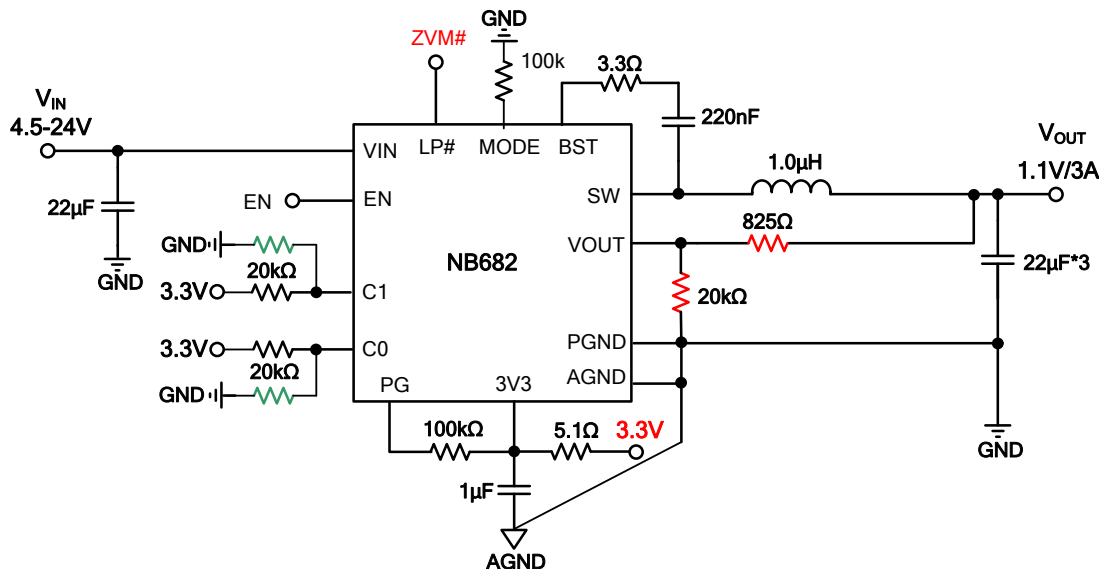 GND
ZVM#
100k
3.3Ω
220nF
VIN
4.5-24V
VIN
LP#
MODE
BST
VOUT
1.1V/3A
1.0µH
SW
22µF
GND
EN
EN
825Ω
VOUT
NB682
GND
20kΩ
3.3V
C1
20kΩ
22µF*3
3.3V
C0
20kΩ
GND
PGND
AGND
PG
3V3
100kΩ
5.1Ω
3.3V
GND
1µF
AGND